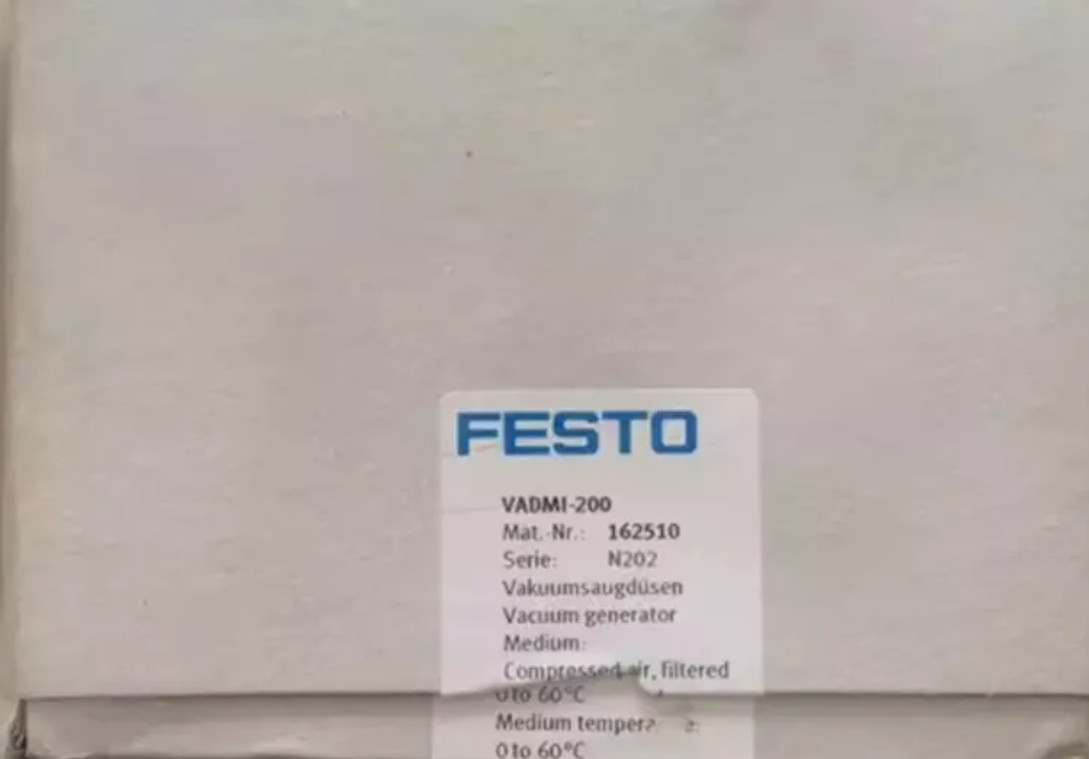 FESTO
VADMI-200
Mat.-Nr.: 162510
Serie: N202
Vakuumsaugdüsen
Vacuum generator
Medium:
Compressed air, filtered
0 to 60°C
Medium
0 to 60°C